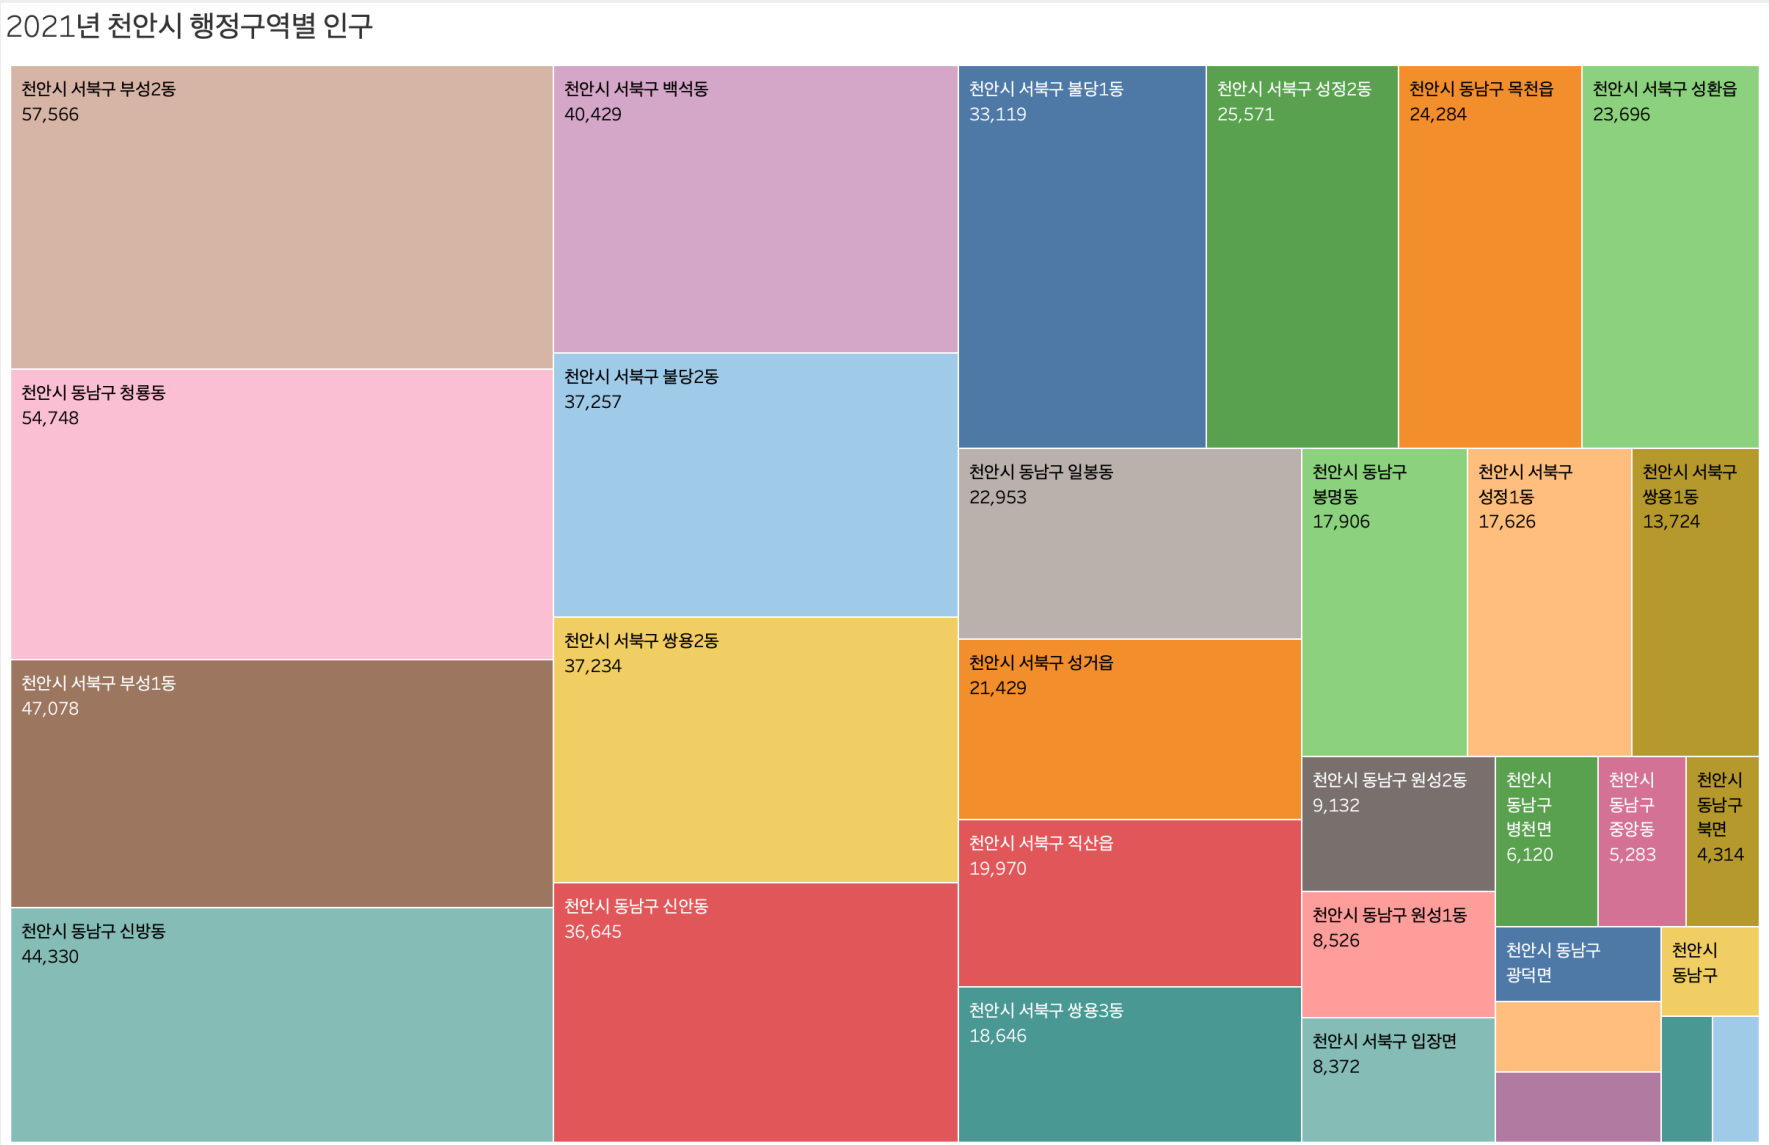 2021년 천안시 행정구역별 인구
천안시 서북구 부성2동
57,566
천안시 동남구 청룡동
54,748
천안시 서북구 부성1동
47,078
천안시 동남구 신방동
44,330
천안시 서북구 백석동
40,429
천안시 서북구 불당2동
37,257
천안시 서북구 쌍용2동
37,234
천안시 동남구 신안동
36,645
천안시 서북구 불당1동
33,119
천안시 서북구 성정2동
25,571
천안시 동남구 목천읍
24,284
천안시 서북구 성환읍
23,696
천안시 동남구 일봉동
22,953
천안시 서북구 성거읍
21,429
천안시 서북구 직산읍
19,970
천안시 서북구 쌍용3동
18,646
천안시 동남구
봉명동
17,906
천안시 서북구
성정1동
17,626
천안시 서북구
쌍용1동
13,724
천안시 동남구 원성2동
9,132
천안시 동남구 원성1동
8,526
천안시 서북구 입장면
8,372
천안시
동남구
병천면
6,120
천안시
동남구
중앙동
5,283
천안시
동남구
북면
4,314
천안시 동남구
광덕면
천안시
동남구